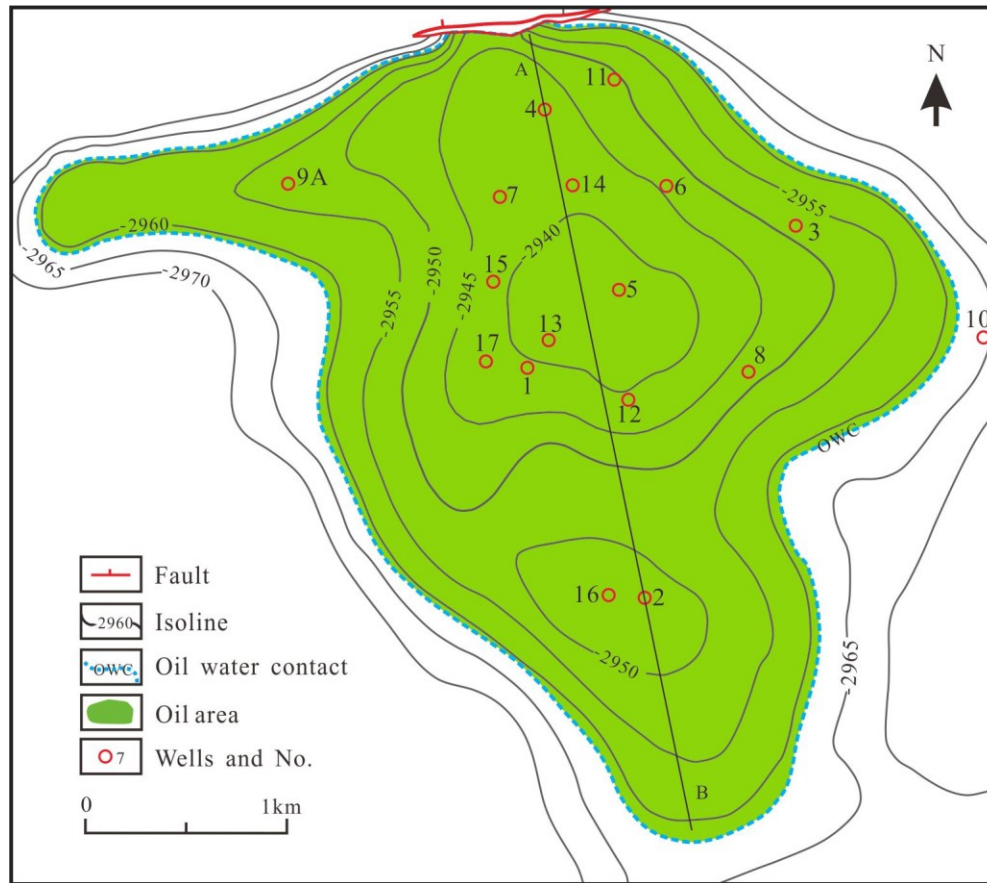 N
A
11
4
9A
14
6
7
-2955
3
-2940
-2960
-2965
-2970
-2950
-2945
15
5
-2955
10
13
17
1
8
12
OWC
16
2
-2950
-2965
B
Fault
-2960 Isoline
OWC Oil water contact
Oil area
7 Wells and No.
0 1km